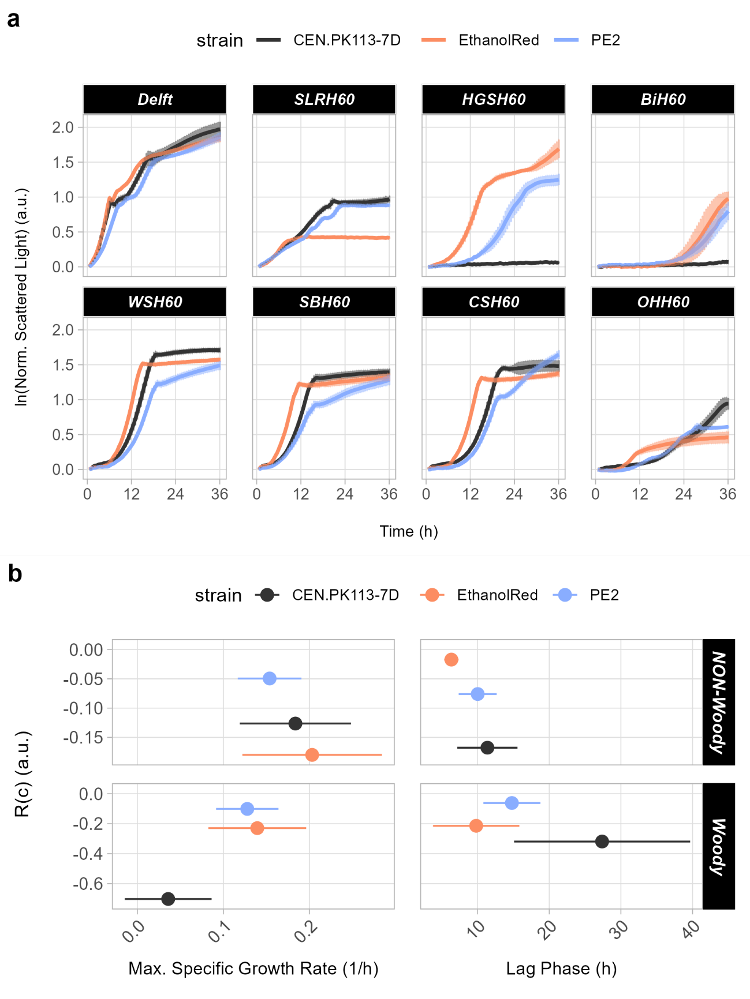 a
strain CEN.PK113-7D EthanolRed PE2
Delft SLRH60 HGSH60 BiH60
2.0
1.5
1.0
0.5
0.0
ln(Norm. Scattered Light) (a.u.)
WSH60 SBH60 CSH60 OHH60
2.0
1.5
1.0
0.5
0.0
0 12 24 36 0 12 24 36 0 12 24 36 0 12 24 36
Time (h)
b
strain CEN.PK113-7D EthanolRed PE2
0.00
-0.05
-0.10
-0.15
NON-Woody
R(c) (a.u.)
0.0
-0.2
-0.4
-0.6
Woody
0.0 0.1 0.2 10 20 30 40
Max. Specific Growth Rate (1/h) Lag Phase (h)